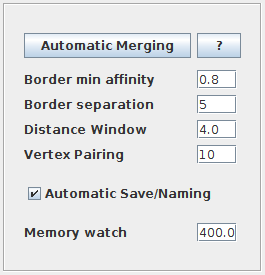 Automatic Merging ?
Border min affinity 0.8
Border separation 5
Distance Window 4.0
Vertex Pairing 10
Automatic Save/Naming
Memory watch 400.0